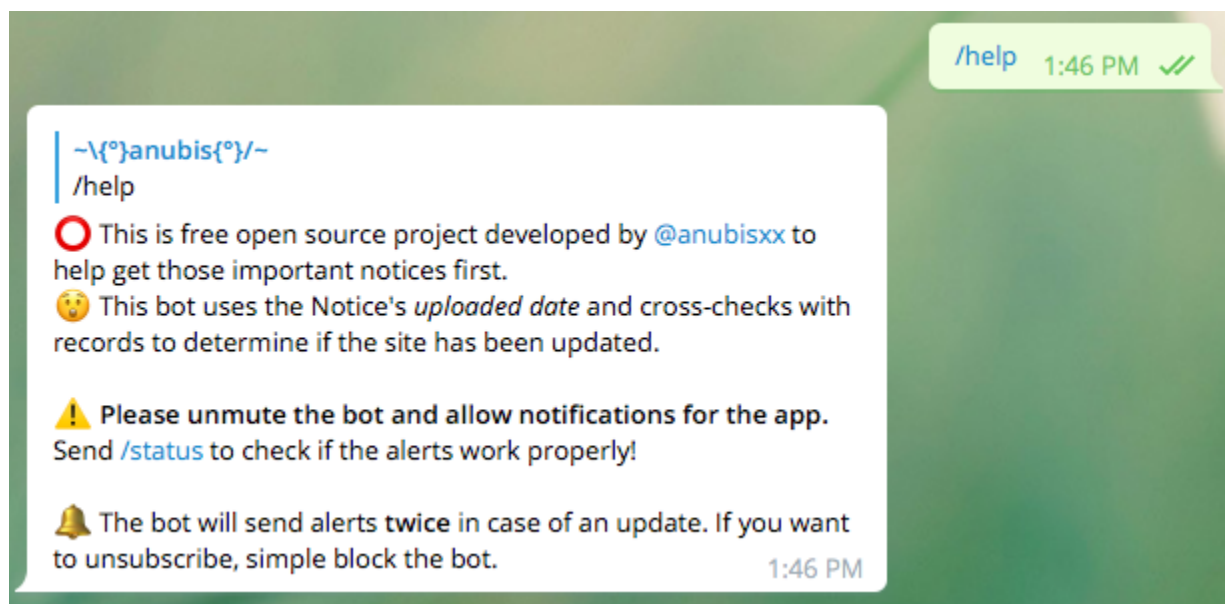 /help 1:46 PM
~\{°}anubis{°}/~
/help
⭕ This is free open source project developed by @anubisxx to
help get those important notices first.
😲 This bot uses the Notice's uploaded date and cross-checks with
records to determine if the site has been updated.
⚠️ Please unmute the bot and allow notifications for the app.
Send /status to check if the alerts work properly!
🔔 The bot will send alerts twice in case of an update. If you want
to unsubscribe, simple block the bot.
1:46 PM